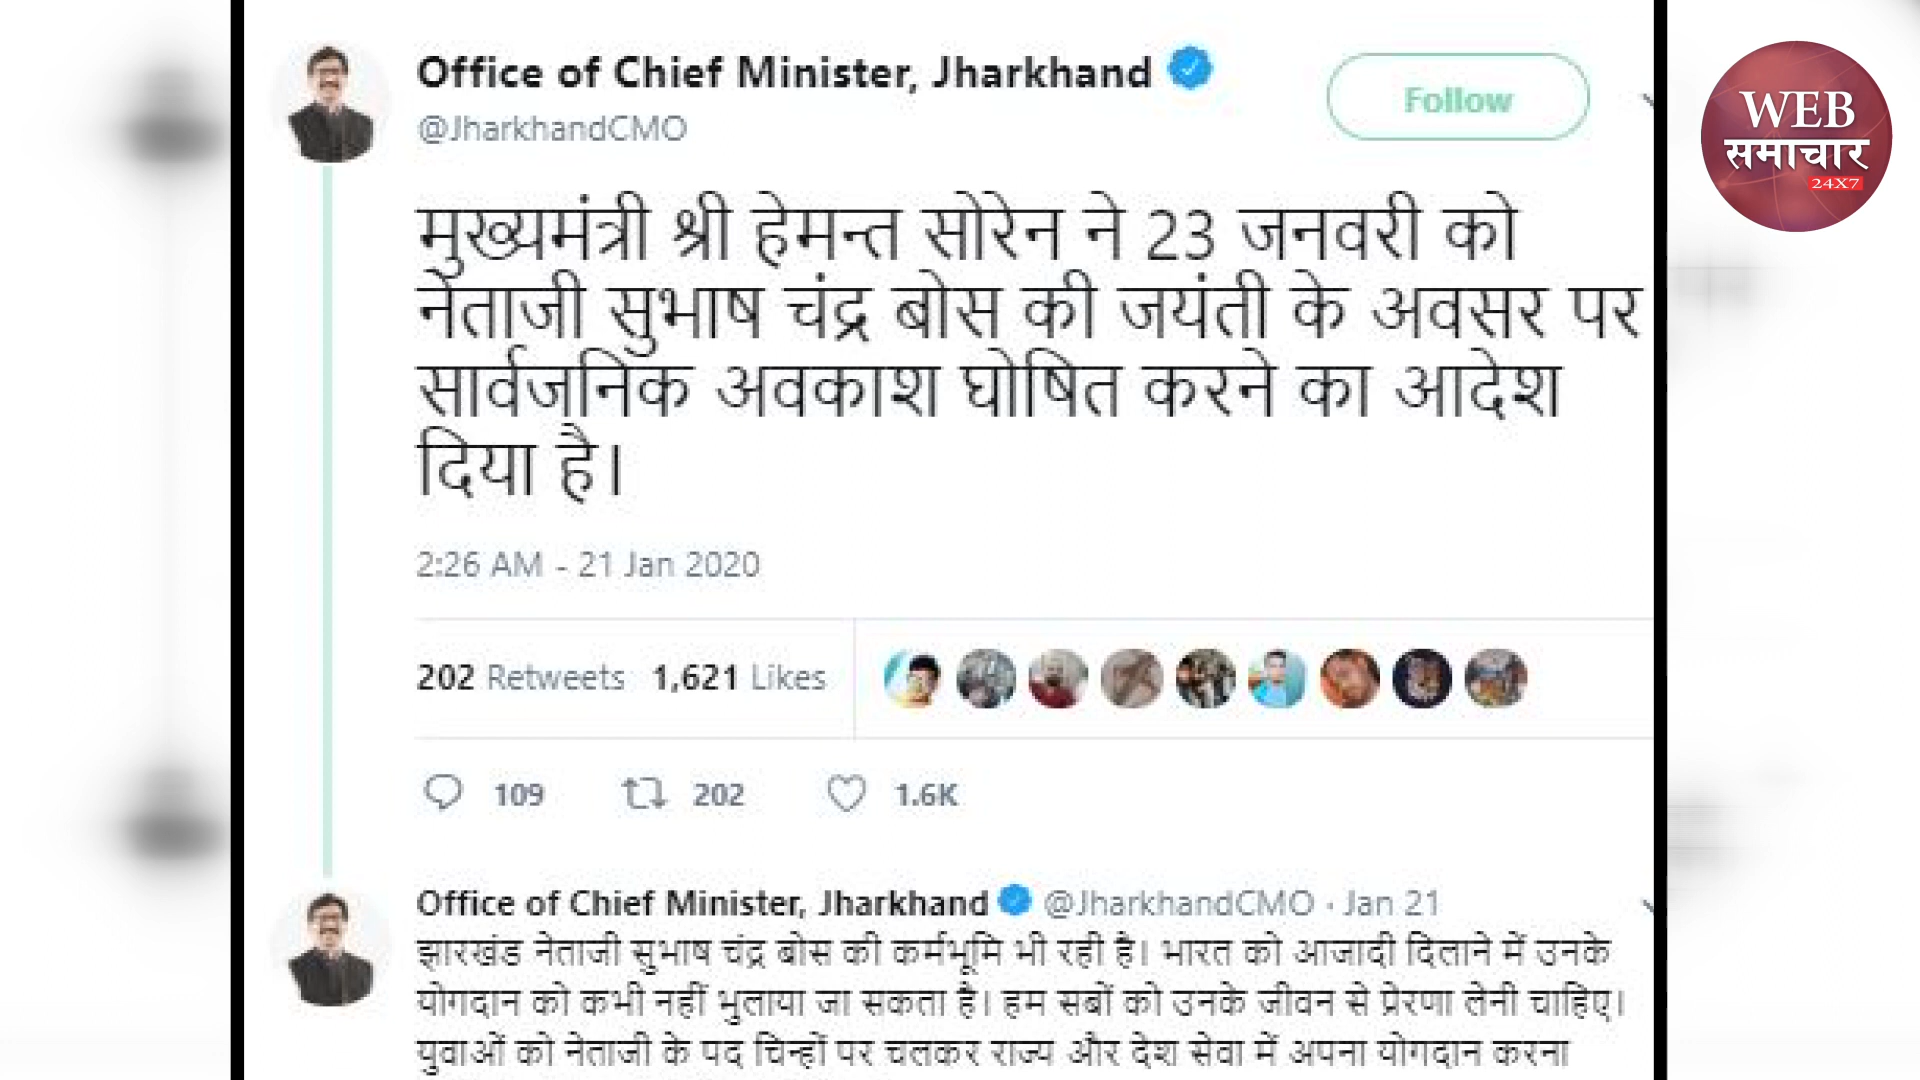 Office of Chief Minister, Jharkhand
@JharkhandCMO
Follow
WEB
समाचार
24X7
मुख्यमंत्री श्री हेमन्त सोरेन ने 23 जनवरी को
नेताजी सुभाष चंद्र बोस की जयंती के अवसर पर
सार्वजनिक अवकाश घोषित करने का आदेश
दिया है।
2:26 AM - 21 Jan 2020
202 Retweets 1,621 Likes
109 202 1.6K
Office of Chief Minister, Jharkhand @JharkhandCMO · Jan 21
झारखंड नेताजी सुभाष चंद्र बोस की कर्मभूमि भी रही है। भारत को आजादी दिलाने में उनके
योगदान को कभी नहीं भुलाया जा सकता है। हम सबों को उनके जीवन से प्रेरणा लेनी चाहिए।
युवाओं को नेताजी के पद चिन्हों पर चलकर राज्य और देश सेवा में अपना योगदान करना